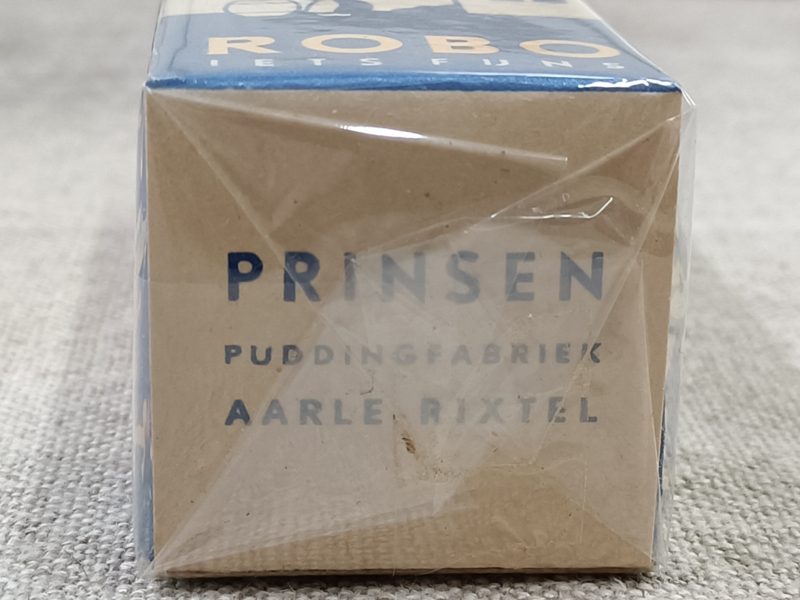 ROBO
IETS FIJNS
PRINSEN
PUDDINGFABRIEK
AARLE RIXTEL